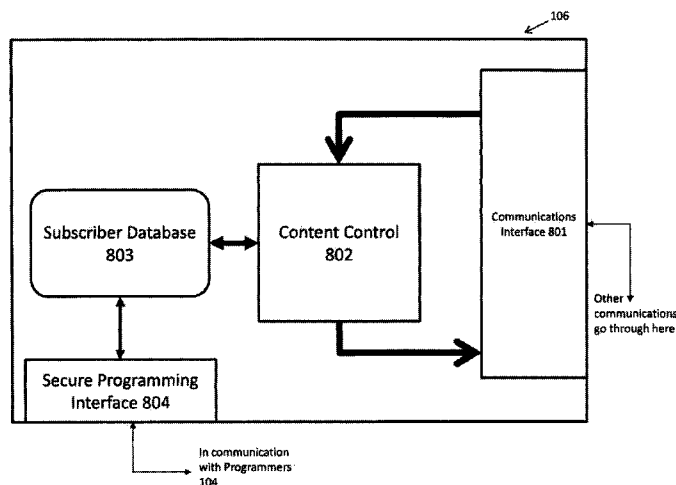 106
Communications
Interface 801
Content Control
802
Subscriber Database
803
Other
communications
go through here
Secure Programming
Interface 804
In communication
with Programmers
104